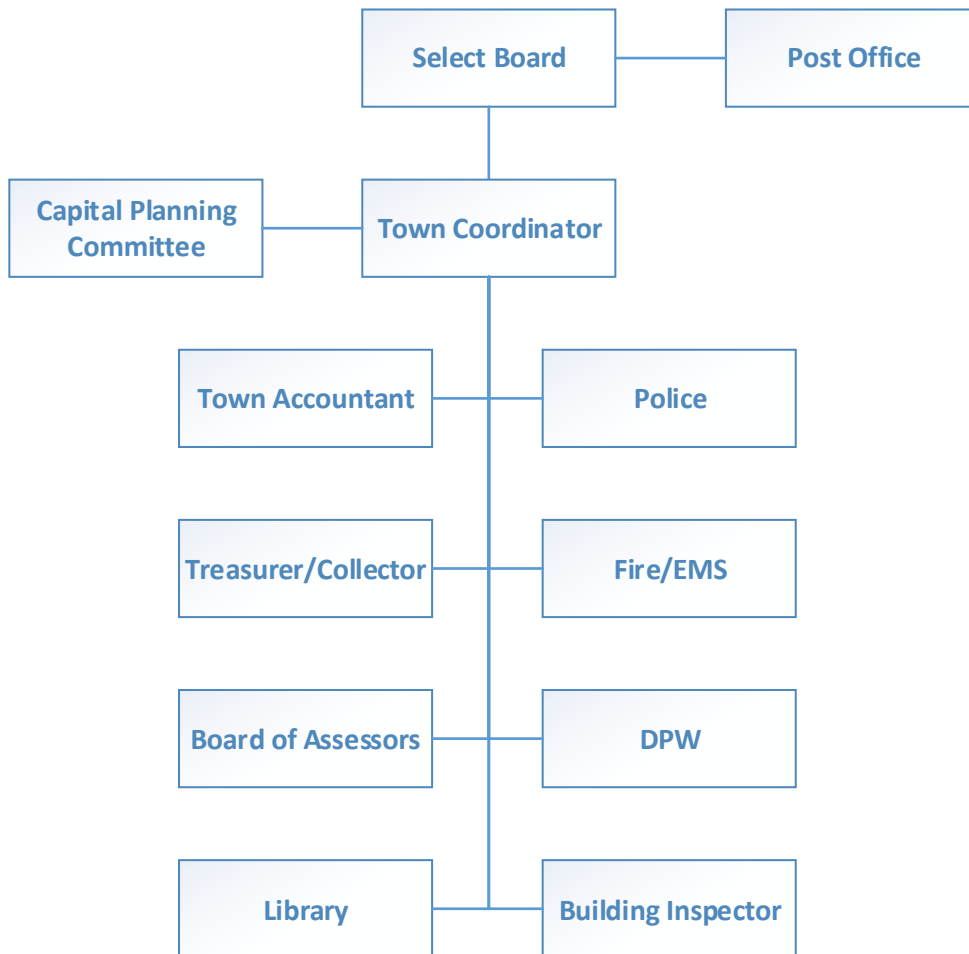 Select Board
Post Office
Capital Planning
Committee
Town Coordinator
Town Accountant
Police
Treasurer/Collector
Fire/EMS
Board of Assessors
DPW
Library
Building Inspector